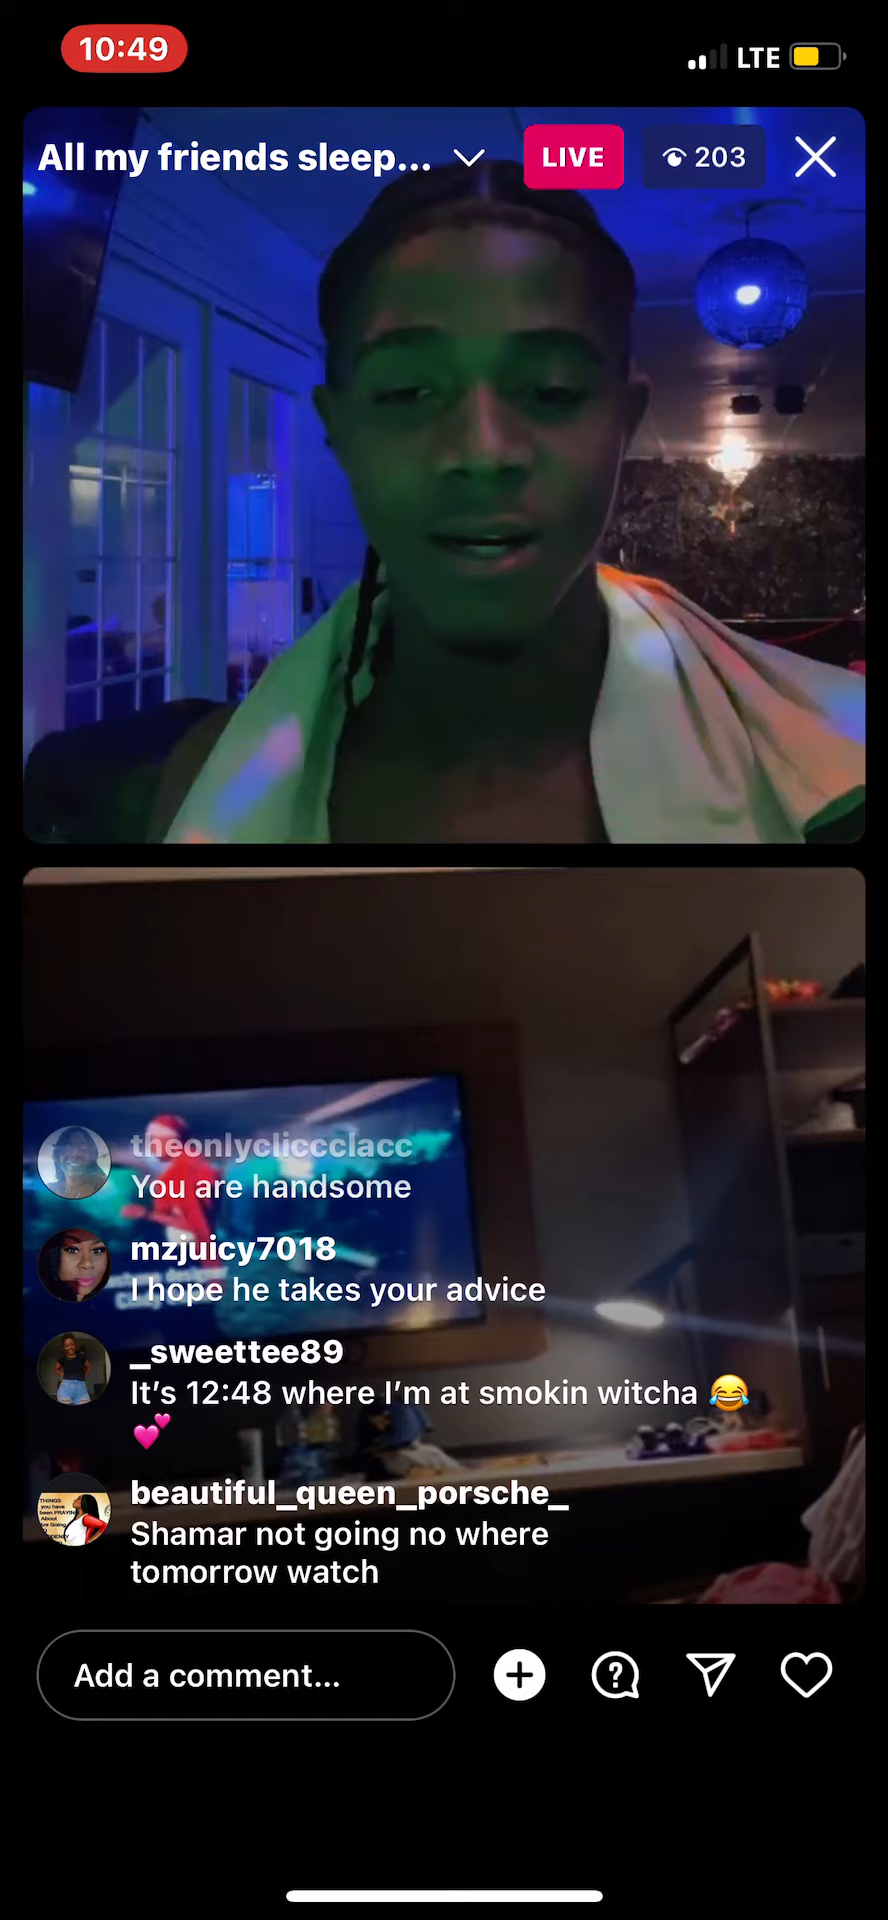 10:49
LTE
All my friends sleep...
LIVE
203
theonlycliccclacc
You are handsome
mzjuicy7018
I hope he takes your advice
_sweettee89
It's 12:48 where I'm at smokin witcha 😂
💕
beautiful_queen_porsche_
Shamar not going no where
tomorrow watch
Add a comment...